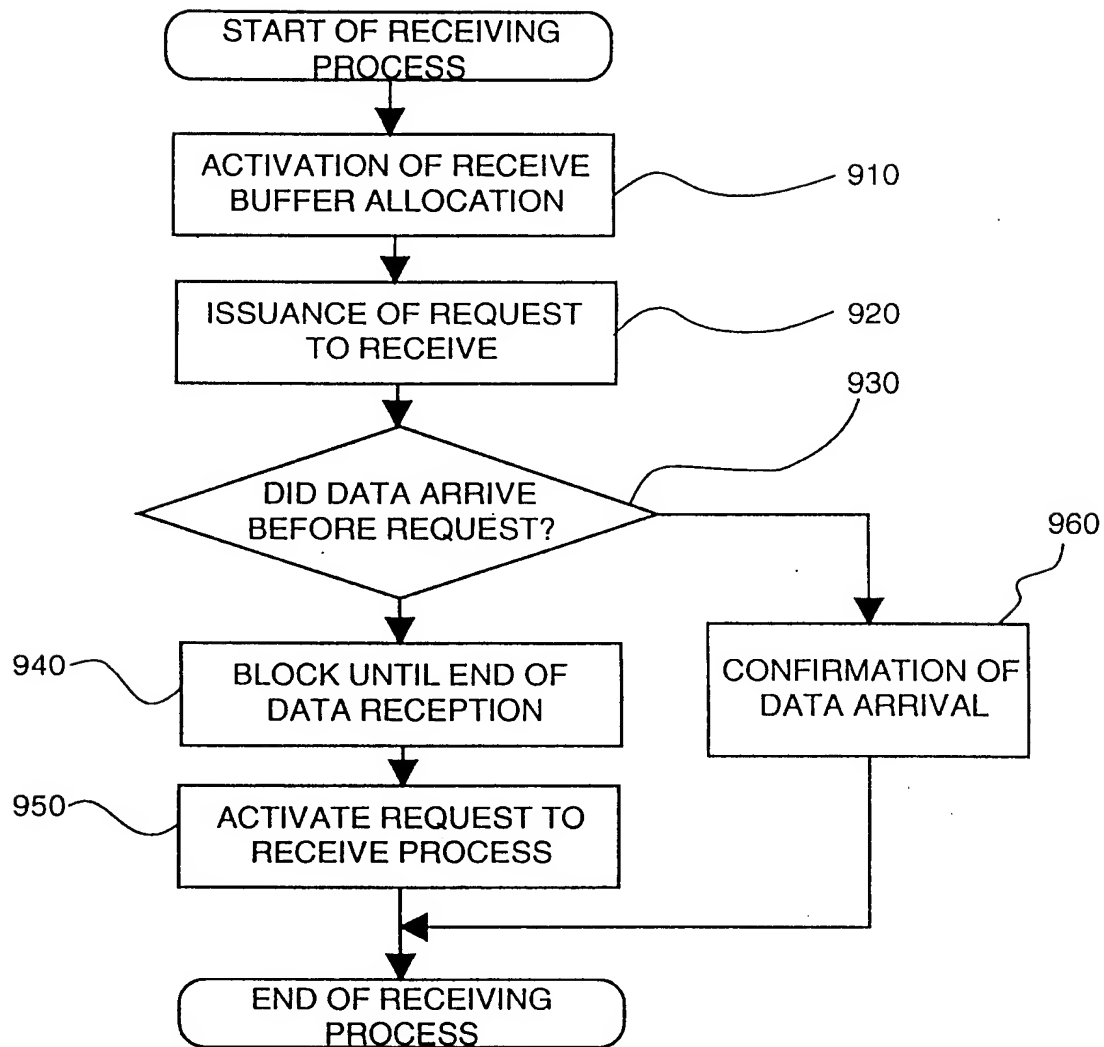 START OF RECEIVING
PROCESS
ACTIVATION OF RECEIVE
BUFFER ALLOCATION
910
ISSUANCE OF REQUEST
TO RECEIVE
920
930
DID DATA ARRIVE
BEFORE REQUEST?
960
940
BLOCK UNTIL END OF
DATA RECEPTION
CONFIRMATION OF
DATA ARRIVAL
950
ACTIVATE REQUEST TO
RECEIVE PROCESS
END OF RECEIVING
PROCESS